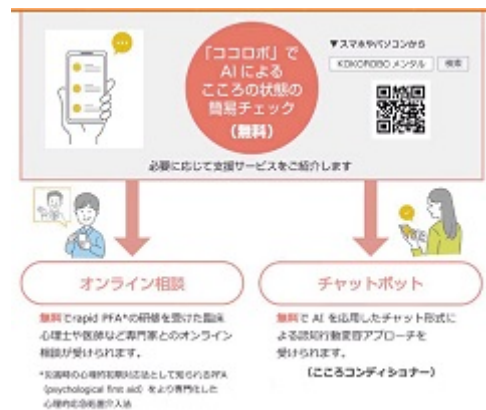 「ココロボ」で
AIによる
こころの状態の
簡易チェック
(無料)
▼スマホやパソコンから
KOKOROBO メンタル 検索
必要に応じて支援サービスをご紹介します
オンライン相談
無料でrapid PFA*の研修を受けた臨床
心理士や医師など専門家とのオンライン
相談が受けられます。
*災害時の心理的初期対応法として知られるPFA
(psychological first aid)をより専門化した
心理的応急処置介入法
チャットボット
無料で AI を応用したチャット形式に
よる認知行動変容アプローチを
受けられます。
(こころコンディショナー)